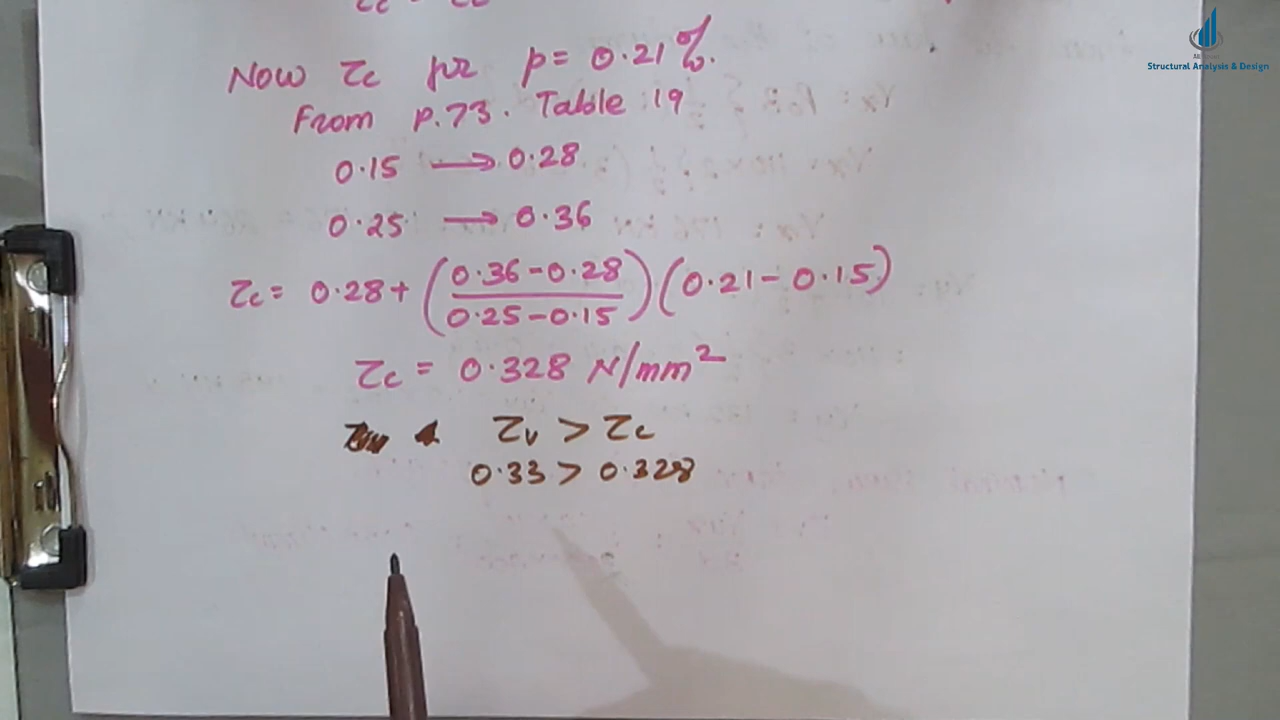 Now τc for p = 0.21%.
From p.73. Table 19
0.15 → 0.28
0.25 → 0.36
τc = 0.28 + (0.36 - 0.28 / 0.25 - 0.15) (0.21 - 0.15)
τc = 0.328 N/mm²
τv > τc
0.33 > 0.328
Structural Analysis & Design